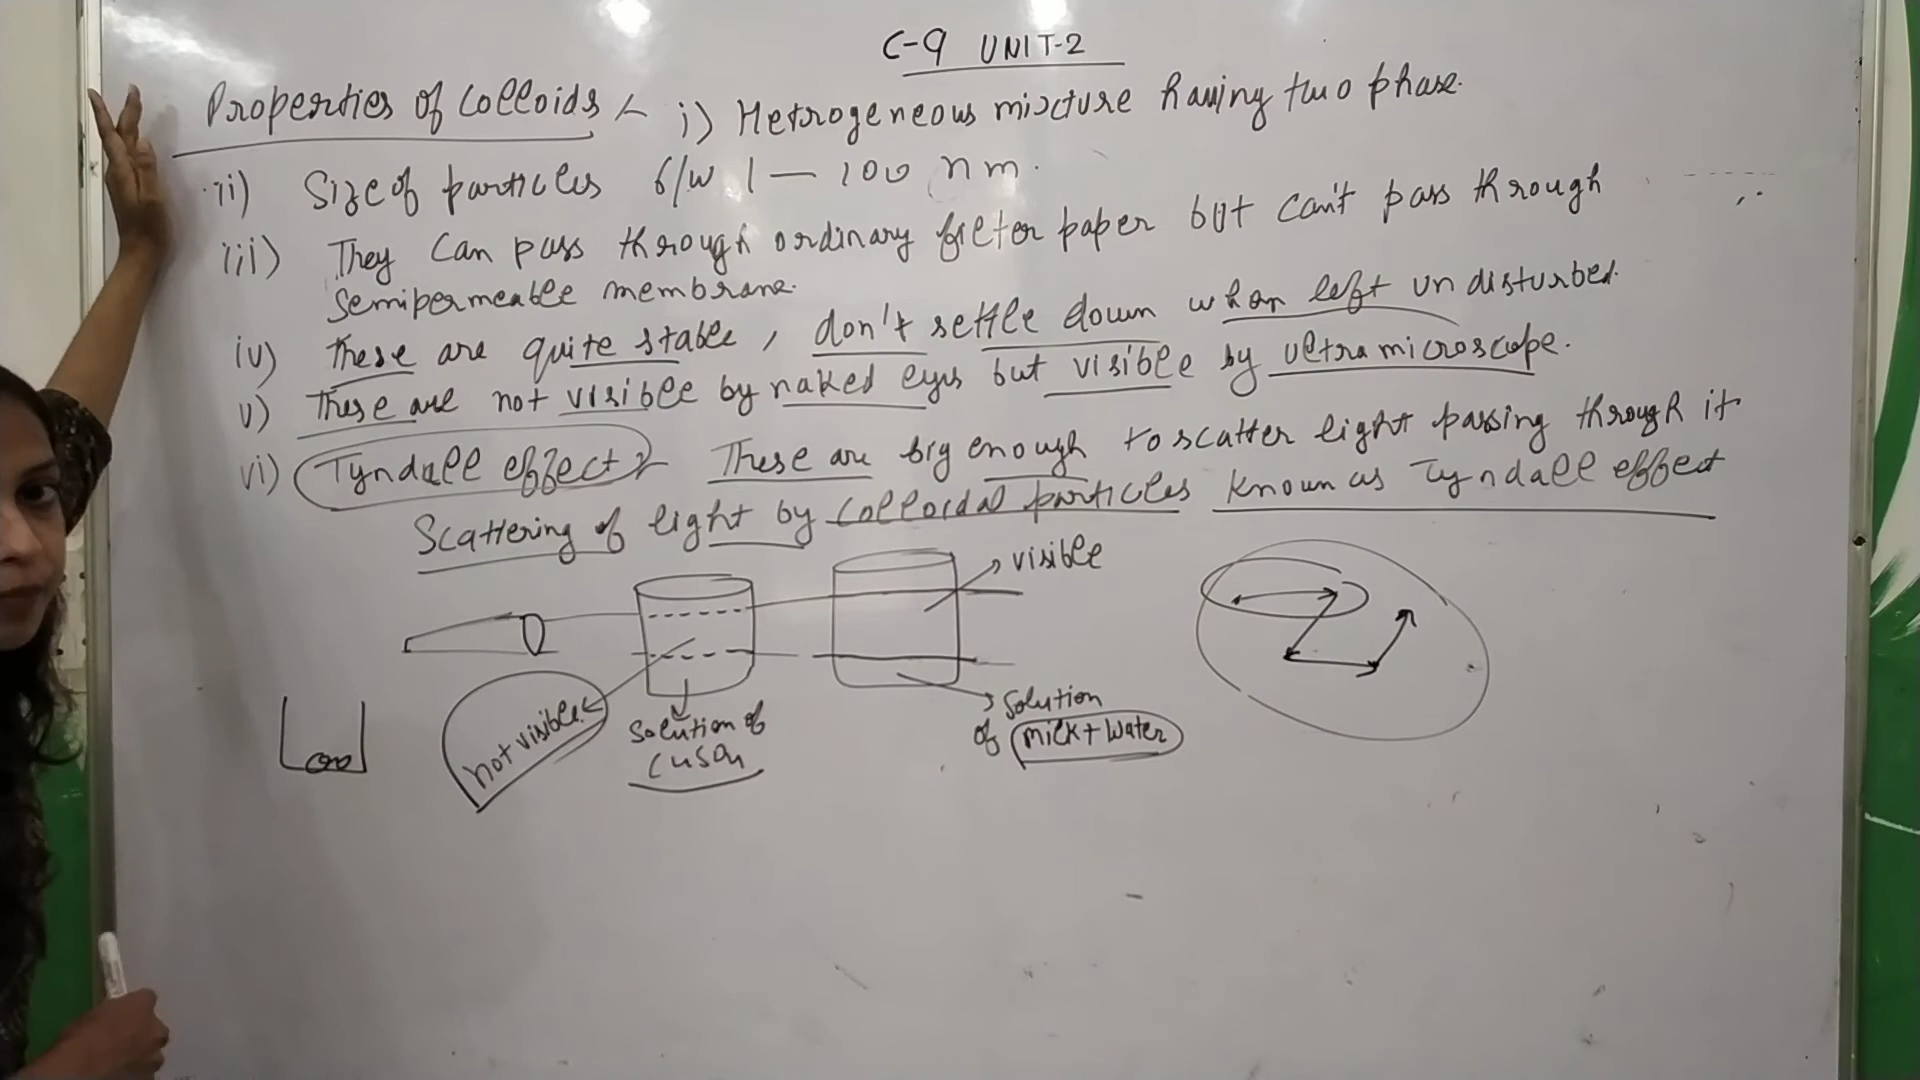 C-9 UNIT-2
Properties of Colloids :- i) Hetrogeneous mixture having two phase.
ii) Size of particles b/w 1 — 100 nm.
iii) They can pass through ordinary filter paper but can't pass through
semipermeable membrane.
iv) These are quite stable, don't settle down when left undisturbed.
v) These are not visible by naked eyes but visible by ultramicroscope.
vi) Tyndall effect :- These are big enough to scatter light passing through it
Scattering of light by colloidal particles known as Tyndall effect
visible
not visible
Solution of
CuSO4
Solution
of milk + water